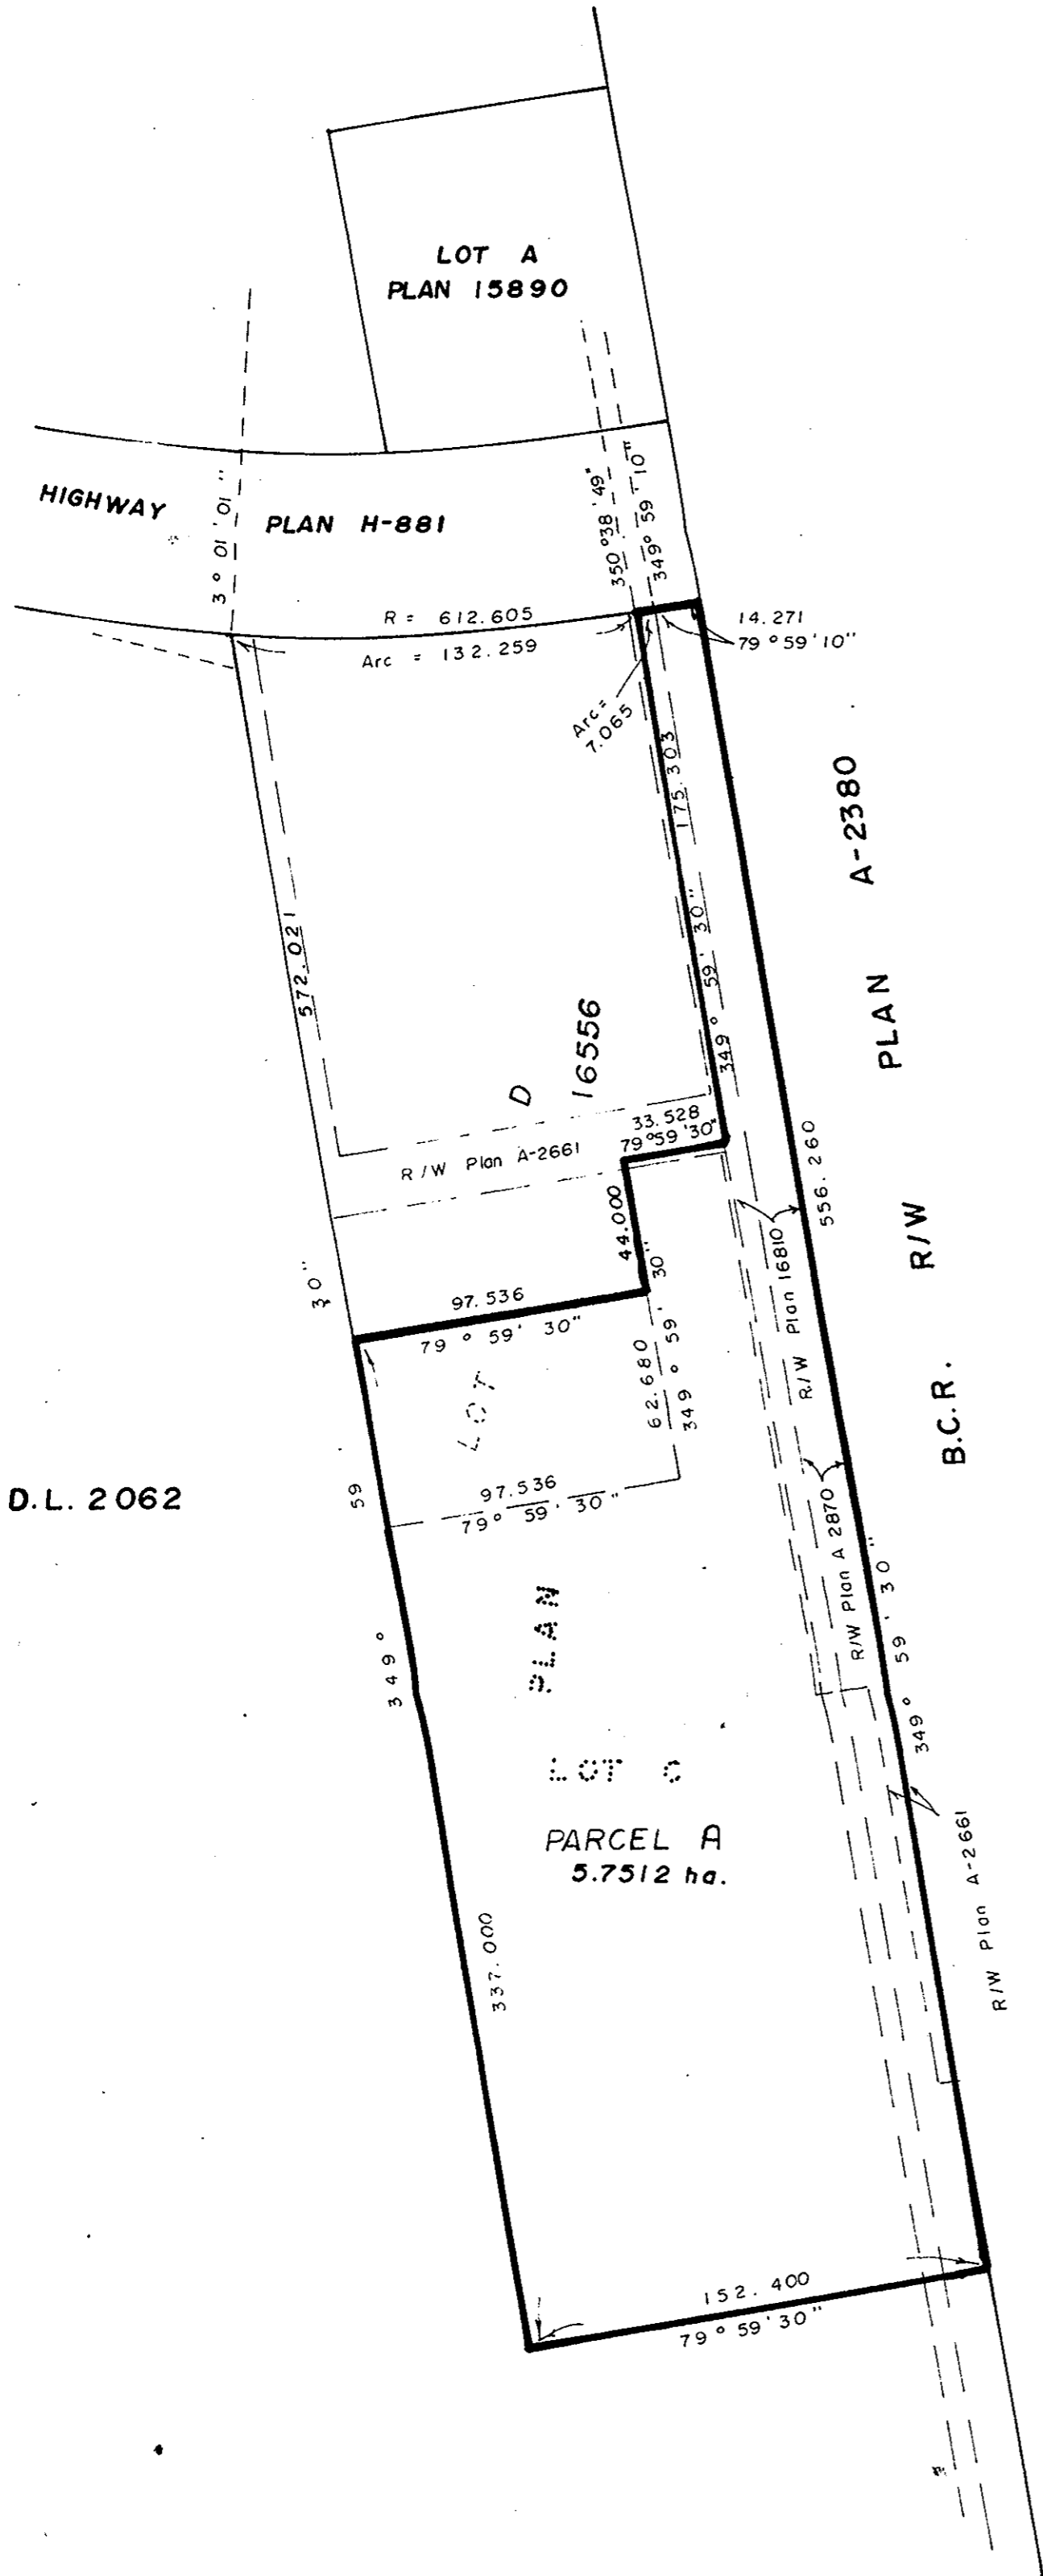 LOT A
PLAN 15890
HIGHWAY
PLAN H-881
3° 01' 01"
350°38'49"
349° 59' 10"
R = 612.605
Arc = 132.259
14.271
79°59'10"
Arc =
7.065
175.303
349° 59' 30"
572.021
D
16556
33.528
79°59'30"
R/W Plan A-2661
44.000
PLAN A-2380
556.260
R/W Plan 16810
B.C.R. R/W
349° 59 30"
97.536
79° 59' 30"
LOT
62.680
349° 59' 30"
97.536
79° 59' 30"
D.L. 2062
R/W Plan A 2870
349° 59' 30"
PLAN
LOT C
PARCEL A
5.7512 ha.
R/W Plan A-2661
337.000
152.400
79° 59' 30"